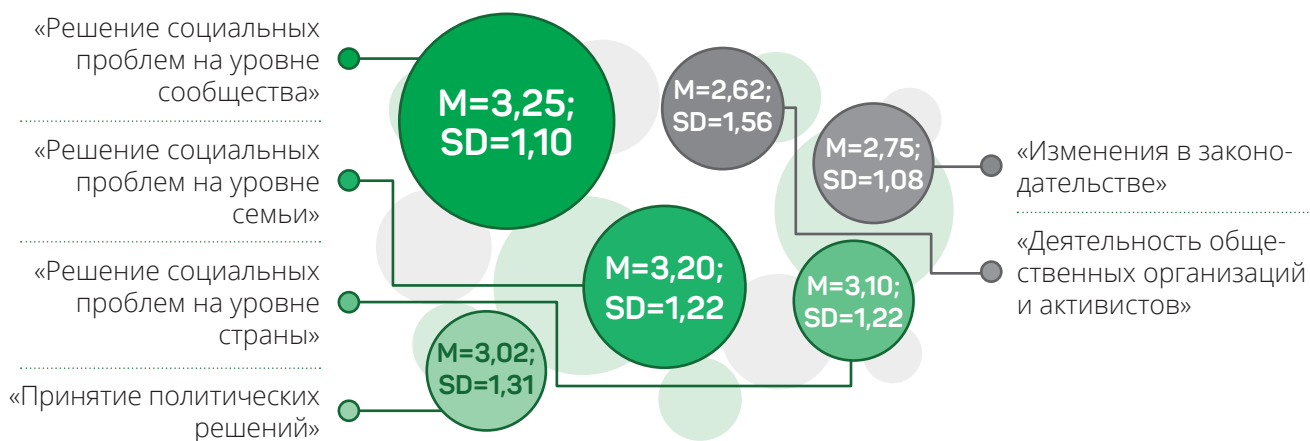 «Решение социальных
проблем на уровне
сообщества»
«Решение социальных
проблем на уровне
семьи»
«Решение социальных
проблем на уровне
страны»
«Принятие политических
решений»
M=3,25;
SD=1,10
M=2,62;
SD=1,56
M=2,75;
SD=1,08
M=3,20;
SD=1,22
M=3,10;
SD=1,22
M=3,02;
SD=1,31
«Изменения в законо-
дательстве»
«Деятельность обще-
ственных организаций
и активистов»